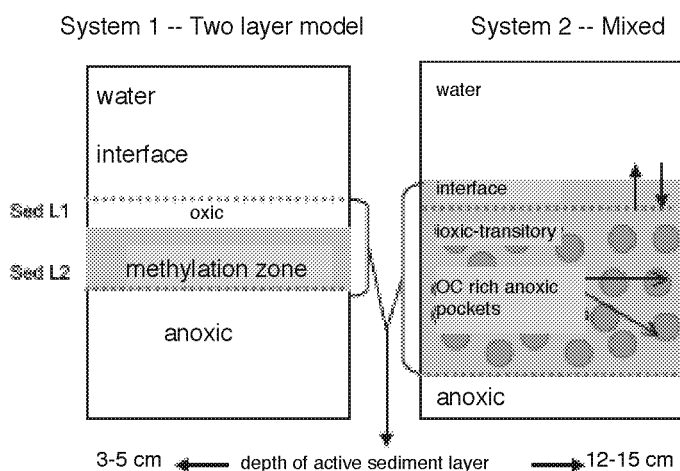 System 1 -- Two layer model
System 2 -- Mixed
water
interface
Sed L1
oxic
Sed L2
methylation zone
anoxic
water
interface
ioxic-transitory
OC rich anoxic
pockets
anoxic
3-5 cm
depth of active sediment layer
12-15 cm